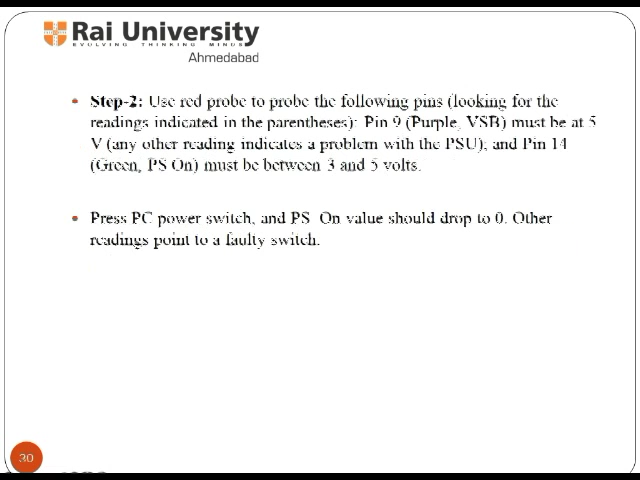 Rai University
EVOLVING THINKING MINDS
Ahmedabad
• Step-2: Use red probe to probe the following pins (looking for the
readings indicated in the parentheses): Pin 9 (Purple, VSB) must be at 5
V (any other reading indicates a problem with the PSU); and Pin 14
(Green, PS On) must be between 3 and 5 volts.
• Press PC power switch, and PS On value should drop to 0. Other
readings point to a faulty switch.
30